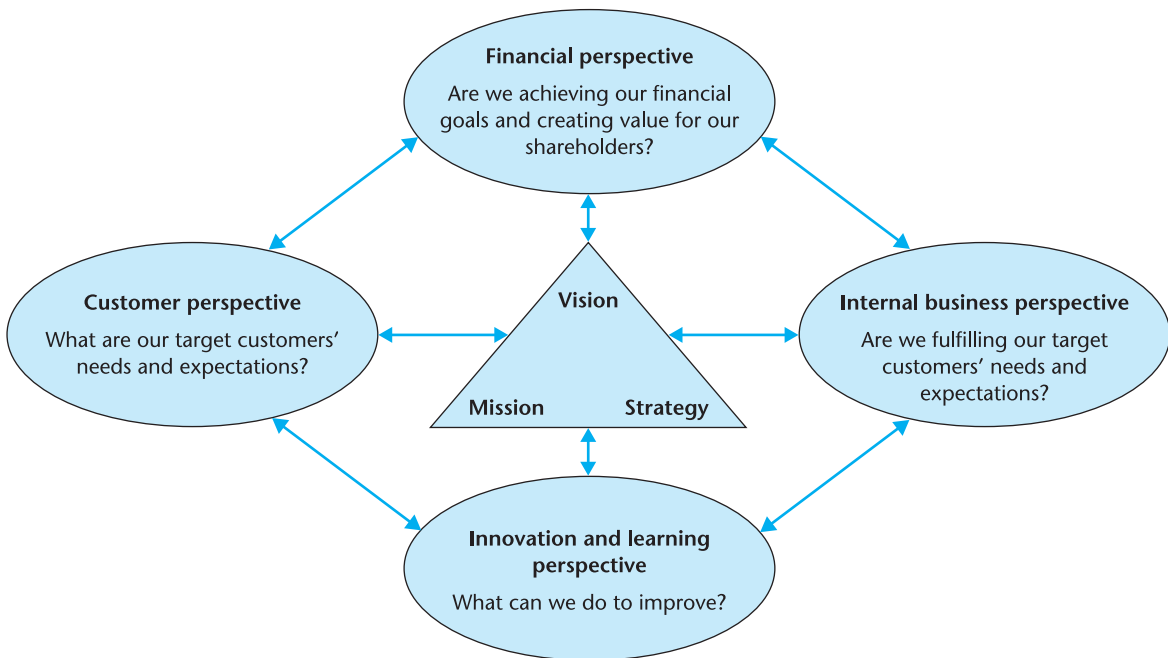 Financial perspective
Are we achieving our financial
goals and creating value for our
shareholders?
Customer perspective
What are our target customers’
needs and expectations?
Vision
Mission
Strategy
Internal business perspective
Are we fulfilling our target
customers’ needs and
expectations?
Innovation and learning
perspective
What can we do to improve?